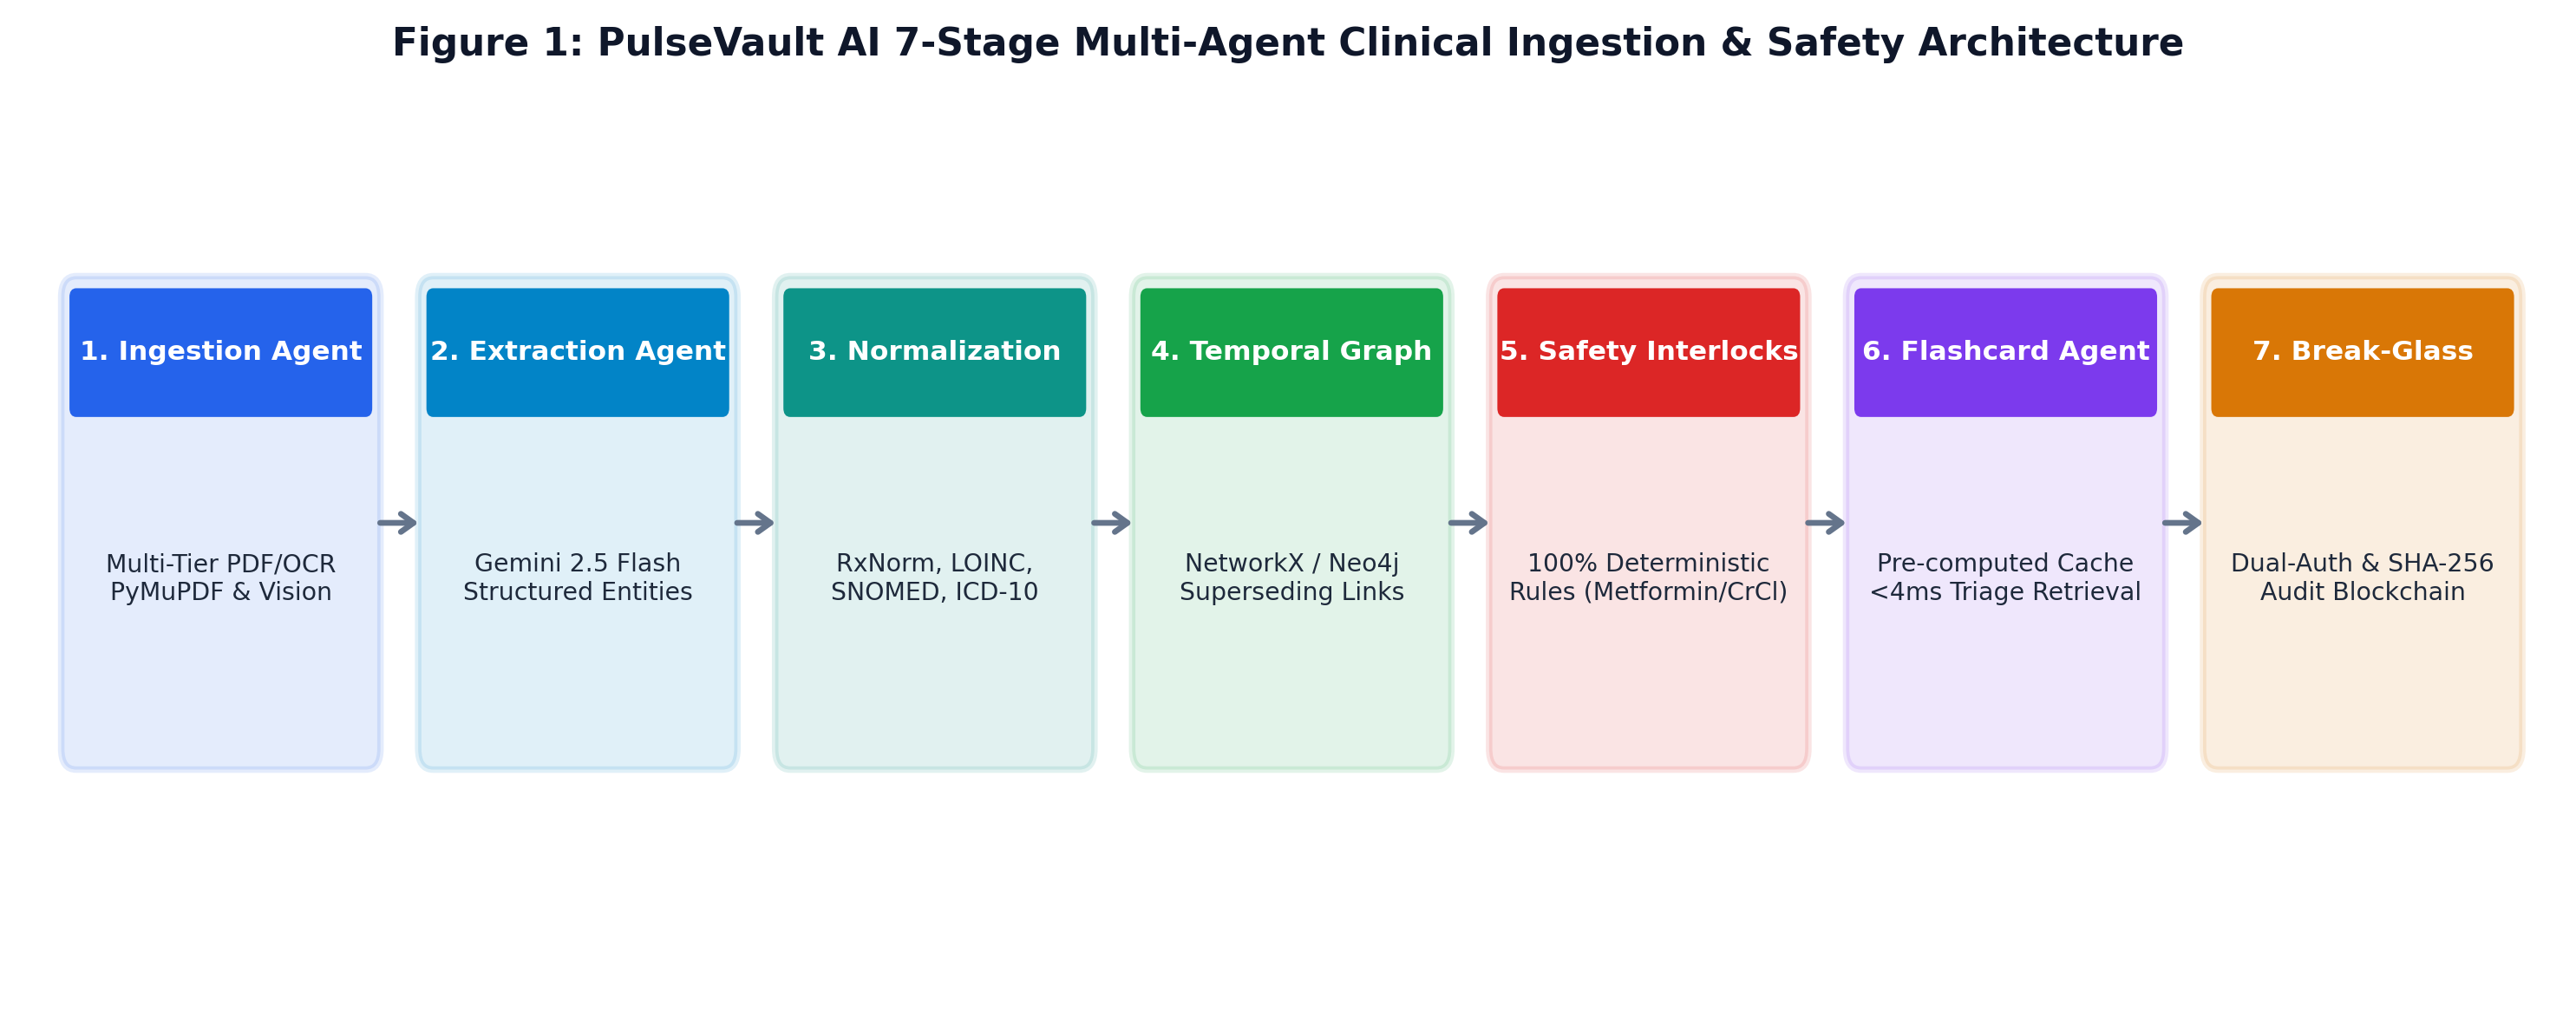 Figure 1: PulseVault AI 7-Stage Multi-Agent Clinical Ingestion & Safety Architecture
1. Ingestion Agent
Multi-Tier PDF/OCR
PyMuPDF & Vision
2. Extraction Agent
Gemini 2.5 Flash
Structured Entities
3. Normalization
RxNorm, LOINC,
SNOMED, ICD-10
4. Temporal Graph
NetworkX / Neo4j
Superseding Links
5. Safety Interlocks
100% Deterministic
Rules (Metformin/CrCl)
6. Flashcard Agent
Pre-computed Cache
<4ms Triage Retrieval
7. Break-Glass
Dual-Auth & SHA-256
Audit Blockchain